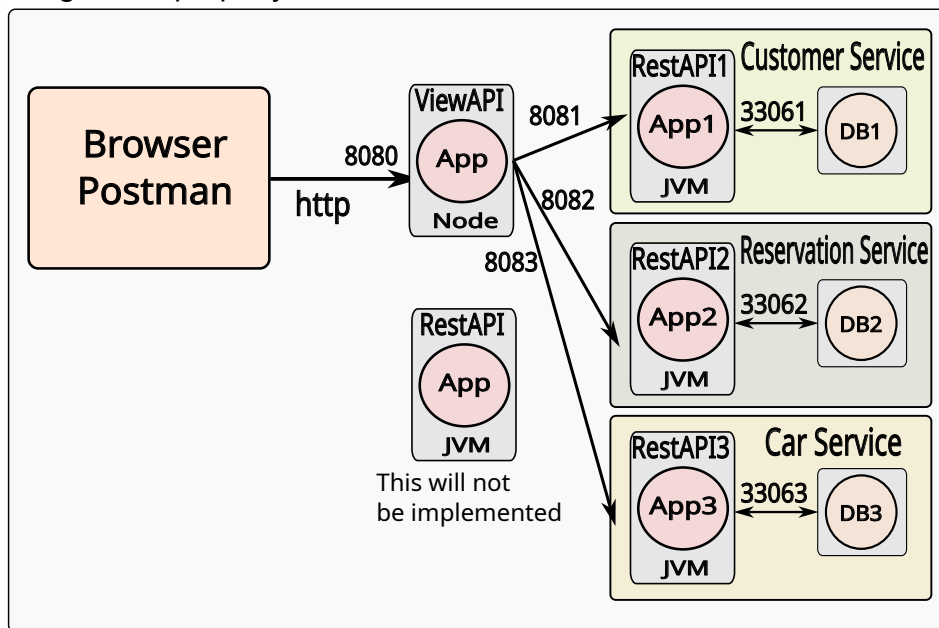 Browser
Postman
8080
http
ViewAPI
App
Node
8081
8082
8083
RestAPI
App
JVM
This will not
be implemented
Customer Service
RestAPI1
App1
JVM
33061
DB1
Reservation Service
RestAPI2
App2
JVM
33062
DB2
Car Service
RestAPI3
App3
JVM
33063
DB3